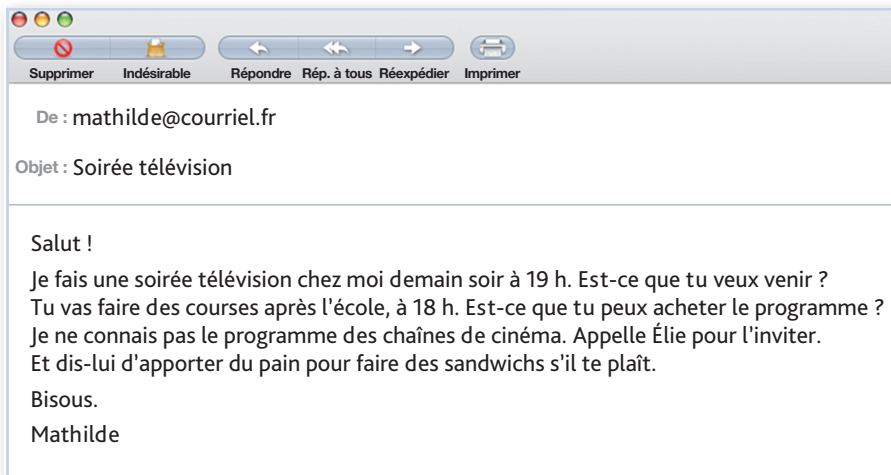 Supprimer Indésirable Répondre Rép. à tous Réexpédier Imprimer
De : mathilde@courriel.fr
Objet : Soirée télévision
Salut !
Je fais une soirée télévision chez moi demain soir à 19 h. Est-ce que tu veux venir ?
Tu vas faire des courses après l'école, à 18 h. Est-ce que tu peux acheter le programme ?
Je ne connais pas le programme des chaînes de cinéma. Appelle Élie pour l'inviter.
Et dis-lui d'apporter du pain pour faire des sandwichs s'il te plaît.
Bisous.
Mathilde